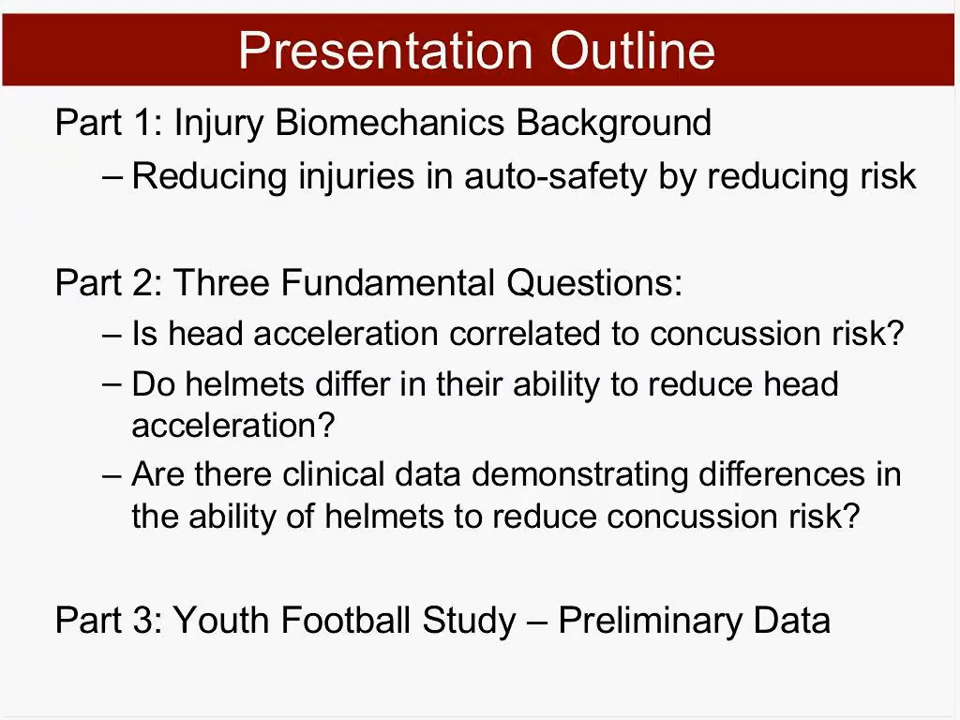 Presentation Outline
Part 1: Injury Biomechanics Background
– Reducing injuries in auto-safety by reducing risk
Part 2: Three Fundamental Questions:
– Is head acceleration correlated to concussion risk?
– Do helmets differ in their ability to reduce head
acceleration?
– Are there clinical data demonstrating differences in
the ability of helmets to reduce concussion risk?
Part 3: Youth Football Study – Preliminary Data